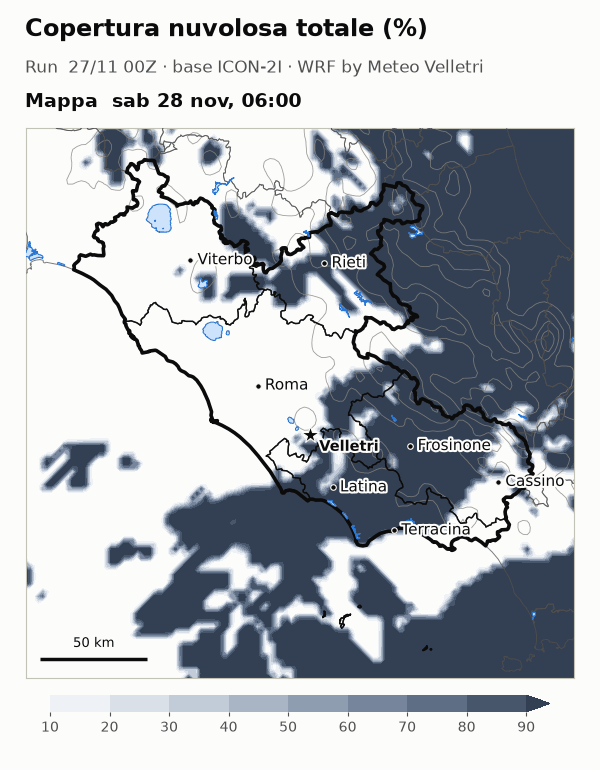 Copertura nuvolosa totale (%)
Run  27/11 00Z · base ICON-2I · WRF by Meteo Velletri
Mappa  sab 28 nov, 06:00
Viterbo
Rieti
Roma
Velletri
Frosinone
Latina
Cassino
Terracina
50 km
10 20 30 40 50 60 70 80 90